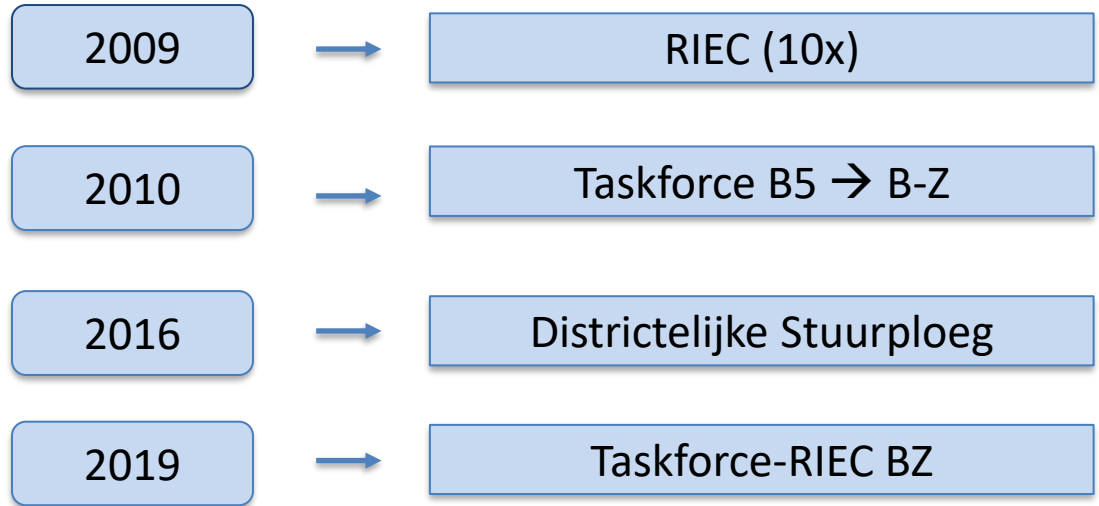 2009 RIEC (10x)
2010 Taskforce B5 → B-Z
2016 Districtelijke Stuurploeg
2019 Taskforce-RIEC BZ